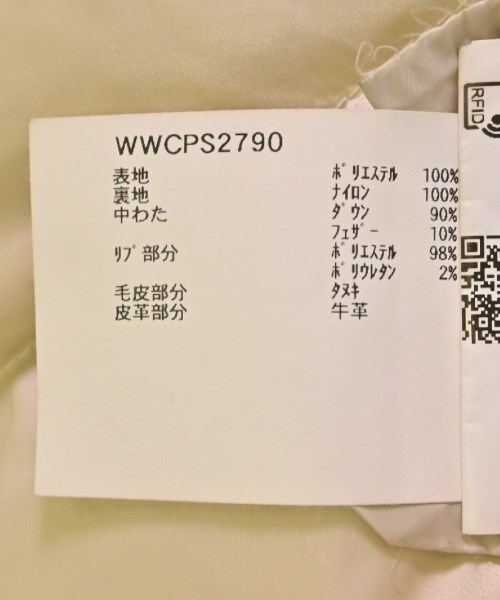 WWCPS2790
表地 ﾎﾟﾘｴｽﾃﾙ 100%
裏地 ﾅｲﾛﾝ 100%
中わた ﾀﾞｳﾝ 90%
ﾌｪｻﾞｰ 10%
ﾘﾌﾞ部分 ﾎﾟﾘｴｽﾃﾙ 98%
ﾎﾟﾘｳﾚﾀﾝ 2%
毛皮部分 ﾀﾇｷ
皮革部分 牛革
RFID